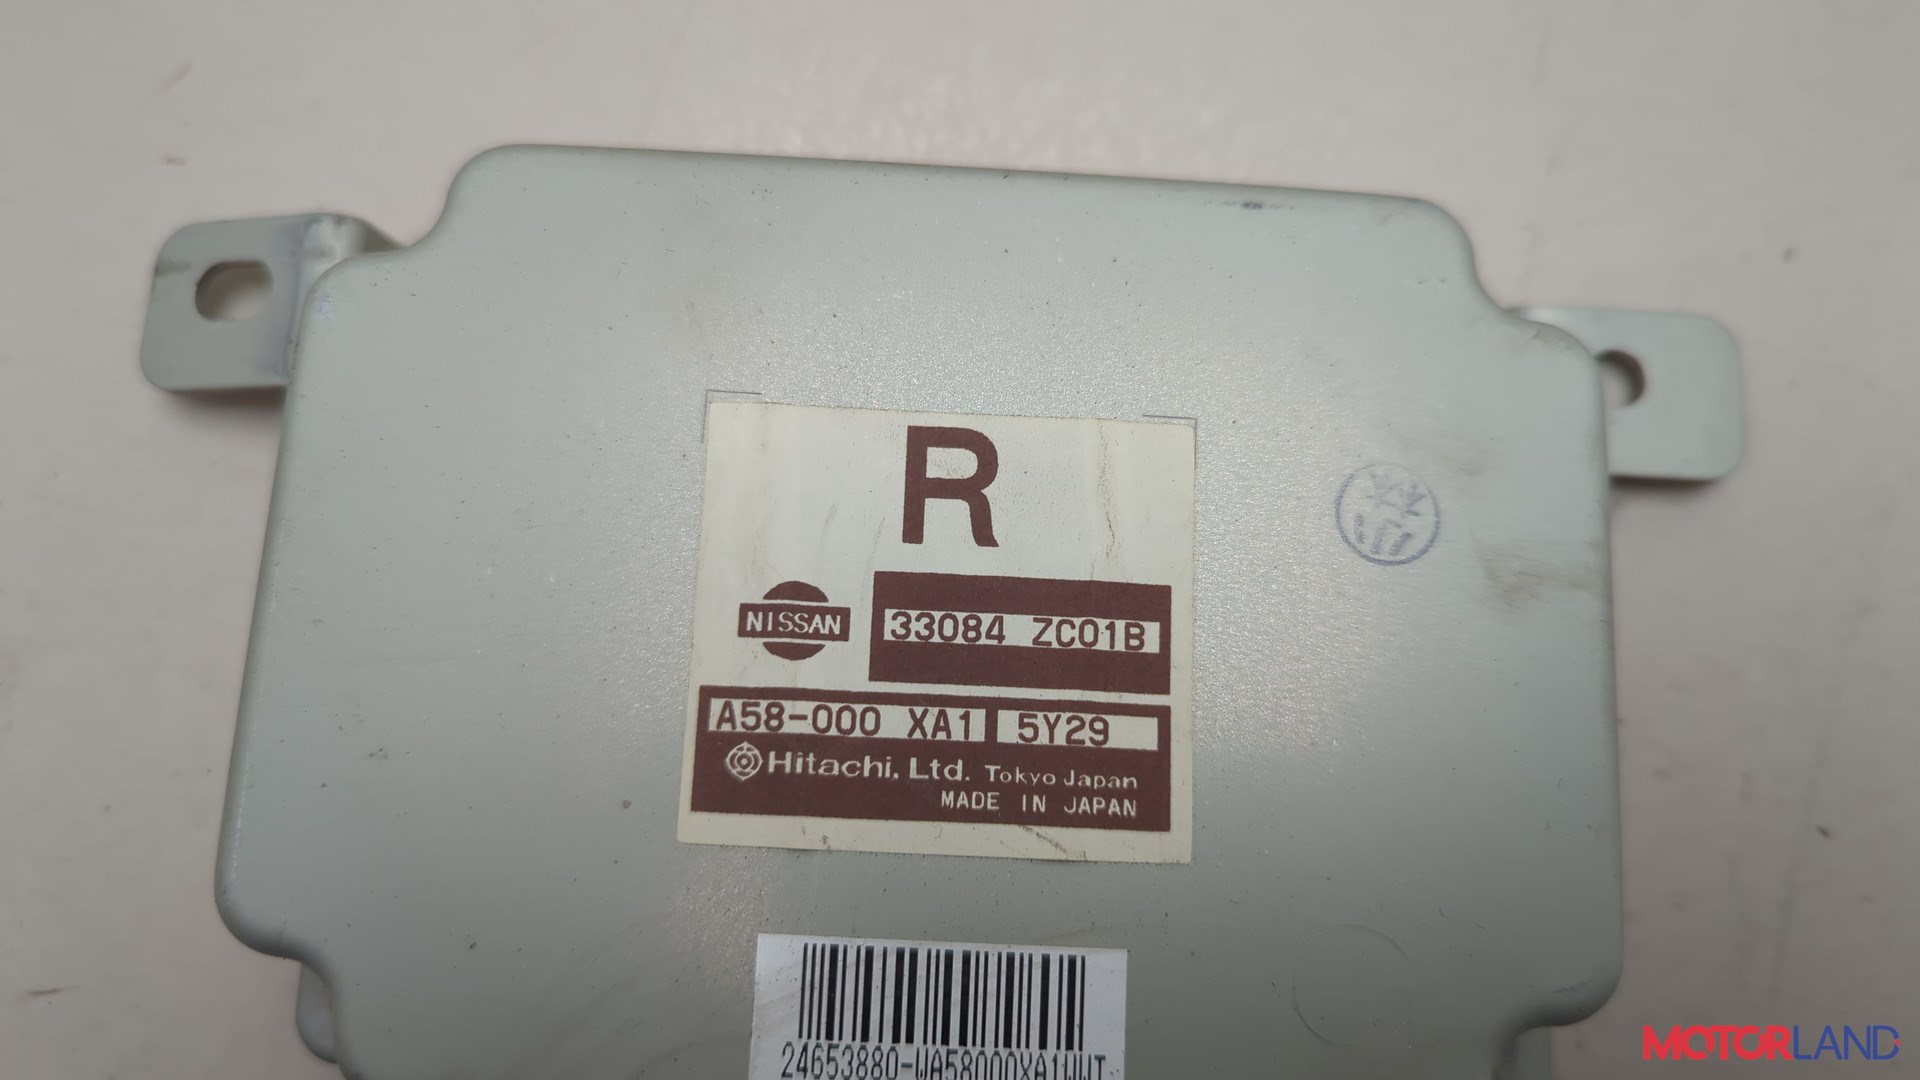 R
NISSAN
33084 ZC01B
A58-000 XA1 5Y29
Hitachi, Ltd. Tokyo Japan
MADE IN JAPAN
24653880-WA58000XA1WWT
MOTORLAND